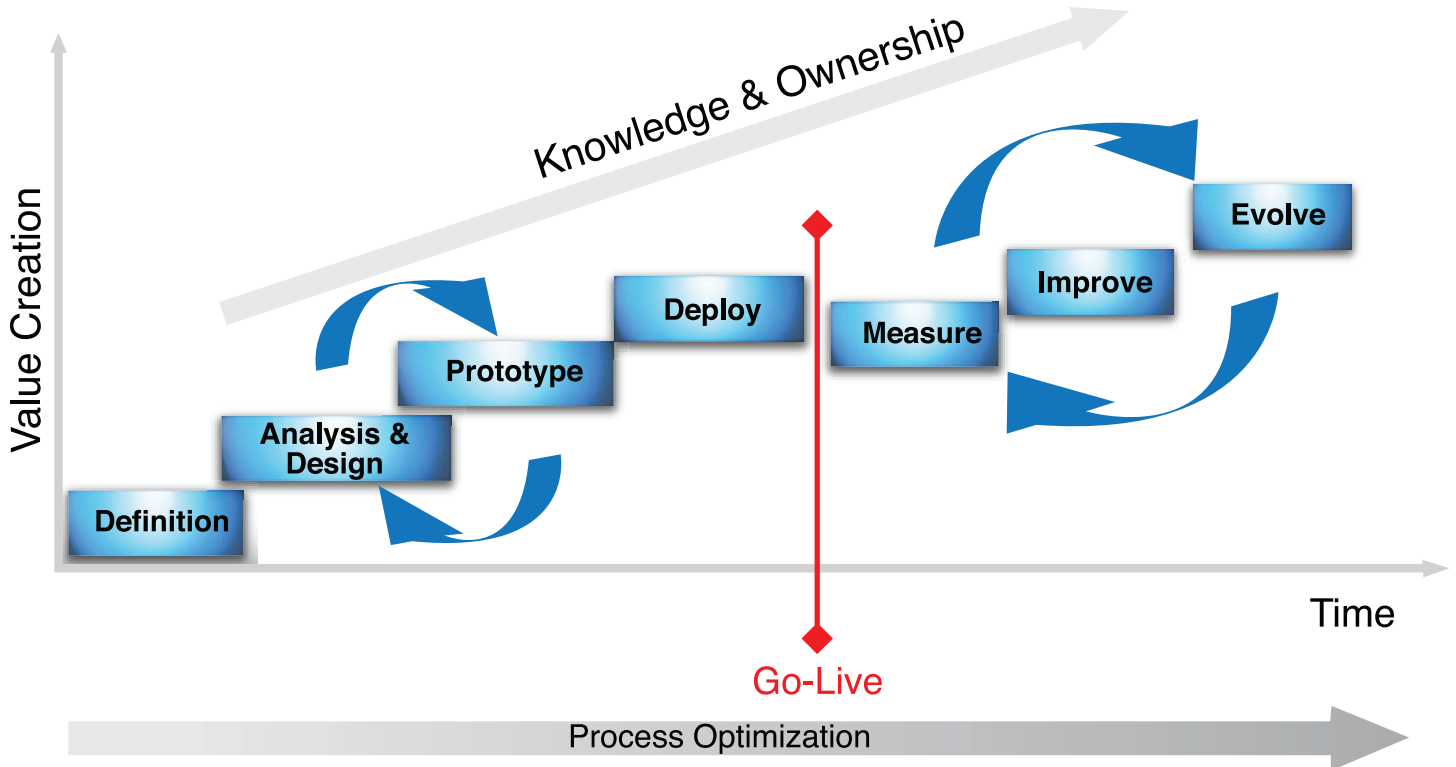 Knowledge & Ownership
Value Creation
Evolve
Improve
Deploy
Measure
Prototype
Analysis &
Design
Definition
Time
Go-Live
Process Optimization